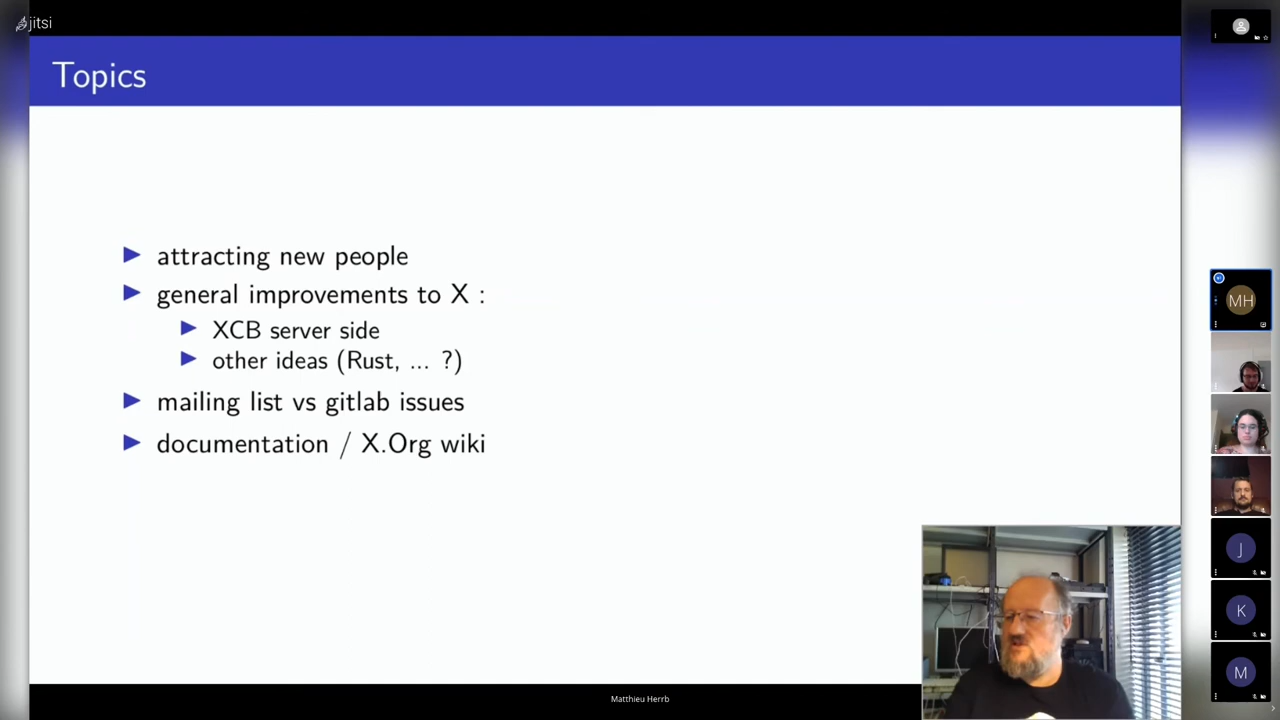 jitsi
Topics
attracting new people
general improvements to X :
XCB server side
other ideas (Rust, ... ?)
mailing list vs gitlab issues
documentation / X.Org wiki
MH
J
K
M
Matthieu Herrb